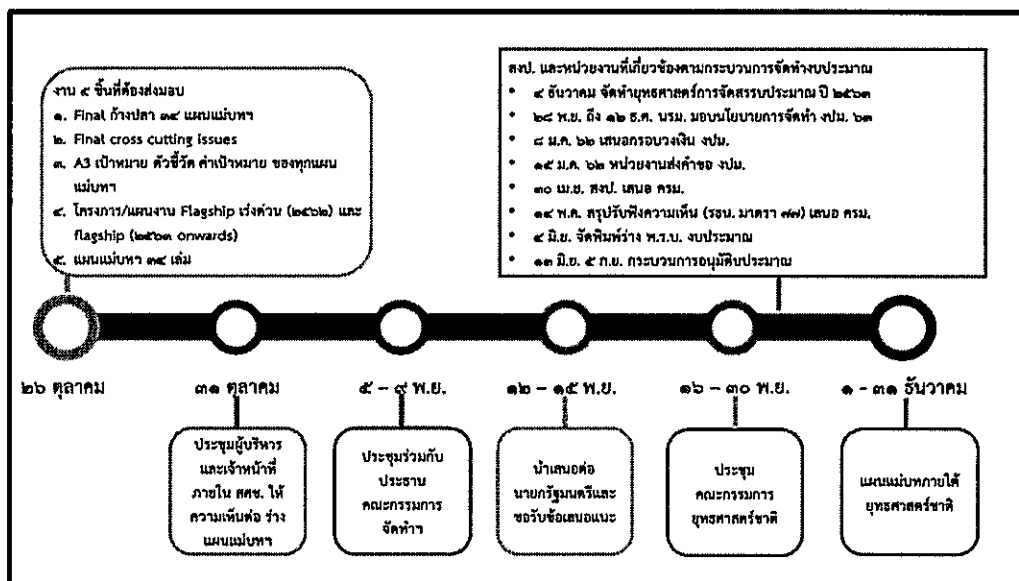 งาน ๕ ชิ้นที่ต้องส่งมอบ
๑. Final ก้างปลา ๓๙ แผนแม่บทฯ
๒. Final cross cutting issues
๓. A3 เป้าหมาย ตัวชี้วัด ค่าเป้าหมาย ของทุกแผน
แม่บทฯ
๔. โครงการ/แผนงาน Flagship เร่งด่วน (๒๕๖๒) and
flagship (๒๕๖๓ onwards)
๕. แผนแม่บทฯ ๓๙ เล่ม
สงป. และหน่วยงานที่เกี่ยวข้องตามกระบวนการจัดทำงบประมาณ
• ๔ ธันวาคม จัดทำยุทธศาสตร์การจัดสรรงบประมาณ ปี ๒๕๖๓
• ๒๘ พ.ย. ถึง ๑๒ ธ.ค. นรม. มอบนโยบายการจัดทำ งปม. ๖๓
• ๘ ม.ค. ๖๒ เสนอกรอบวงเงิน งปม.
• ๑๕ ม.ค. ๖๒ หน่วยงานส่งคำขอ งปม.
• ๓๐ เม.ย. สงป. เสนอ ครม.
• ๑๔ พ.ค. สรุปรับฟังความเห็น (รธน. มาตรา ๗๗) เสนอ ครม.
• ๔ มิ.ย. จัดพิมพ์ร่าง พ.ร.บ. งบประมาณ
• ๑๓ มิ.ย. ๕ ก.ย. กระบวนการอนุมัติบประมาณ
๒๖ ตุลาคม
๓๑ ตุลาคม
๕ – ๙ พ.ย.
๑๒ – ๑๕ พ.ย.
๑๖ – ๓๐ พ.ย.
๑ - ๓๑ ธันวาคม
ประชุมผู้บริหาร
และเจ้าหน้าที่
ภายใน สศช. ให้
ความเห็นต่อ ร่าง
แผนแม่บทฯ
ประชุมร่วมกับ
ประธาน
คณะกรรมการ
จัดทำฯ
นำเสนอต่อ
นายกรัฐมนตรีและ
ขอรับข้อเสนอแนะ
ประชุม
คณะกรรมการ
ยุทธศาสตร์ชาติ
แผนแม่บทภายใต้
ยุทธศาสตร์ชาติ